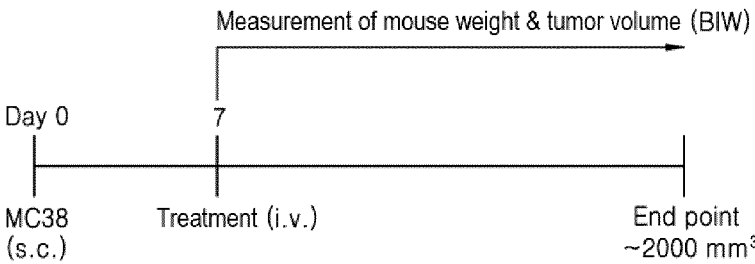 Measurement of mouse weight & tumor volume (BIW)
Day 0
7
MC38
(s.c.)
Treatment (i.v.)
End point
~2000 mm³